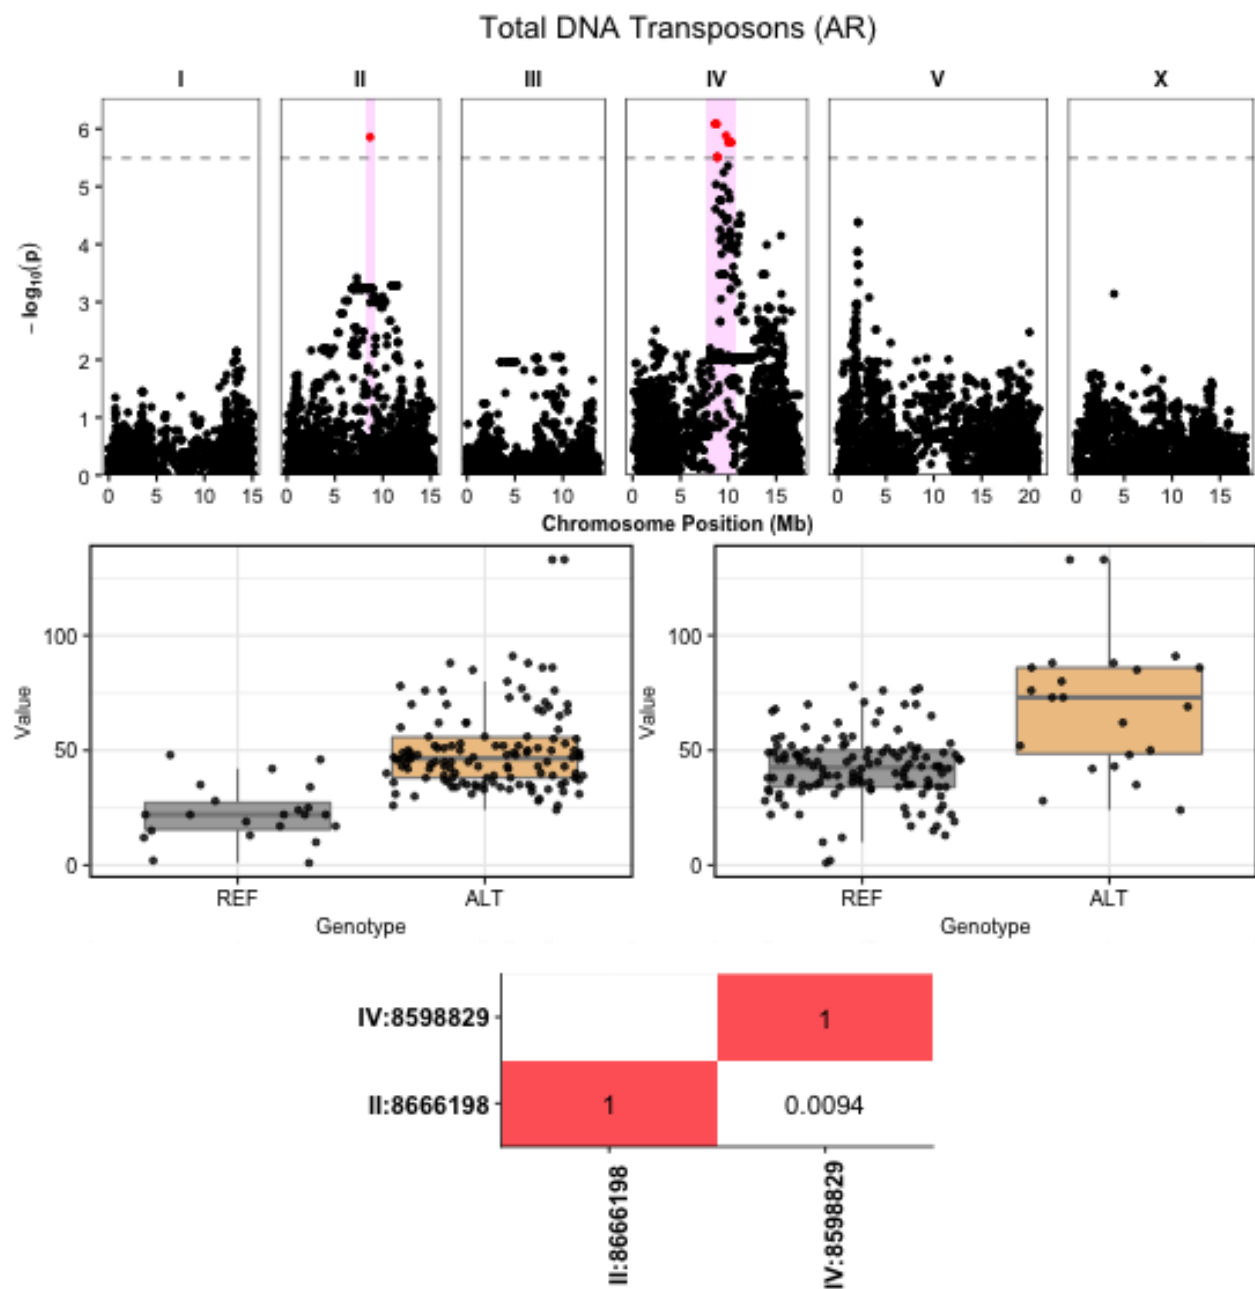 Total DNA Transposons (AR)
I II III IV V X
6
5
4
3
2
1
0
− log10(p)
0 5 10 15 0 5 10 15 0 5 10 0 5 10 15 0 5 10 15 20 0 5 10 15
Chromosome Position (Mb)
100
50
0
Value
REF ALT
Genotype
100
50
0
Value
REF ALT
Genotype
IV:8598829 1
II:8666198 1 0.0094
II:8666198 IV:8598829